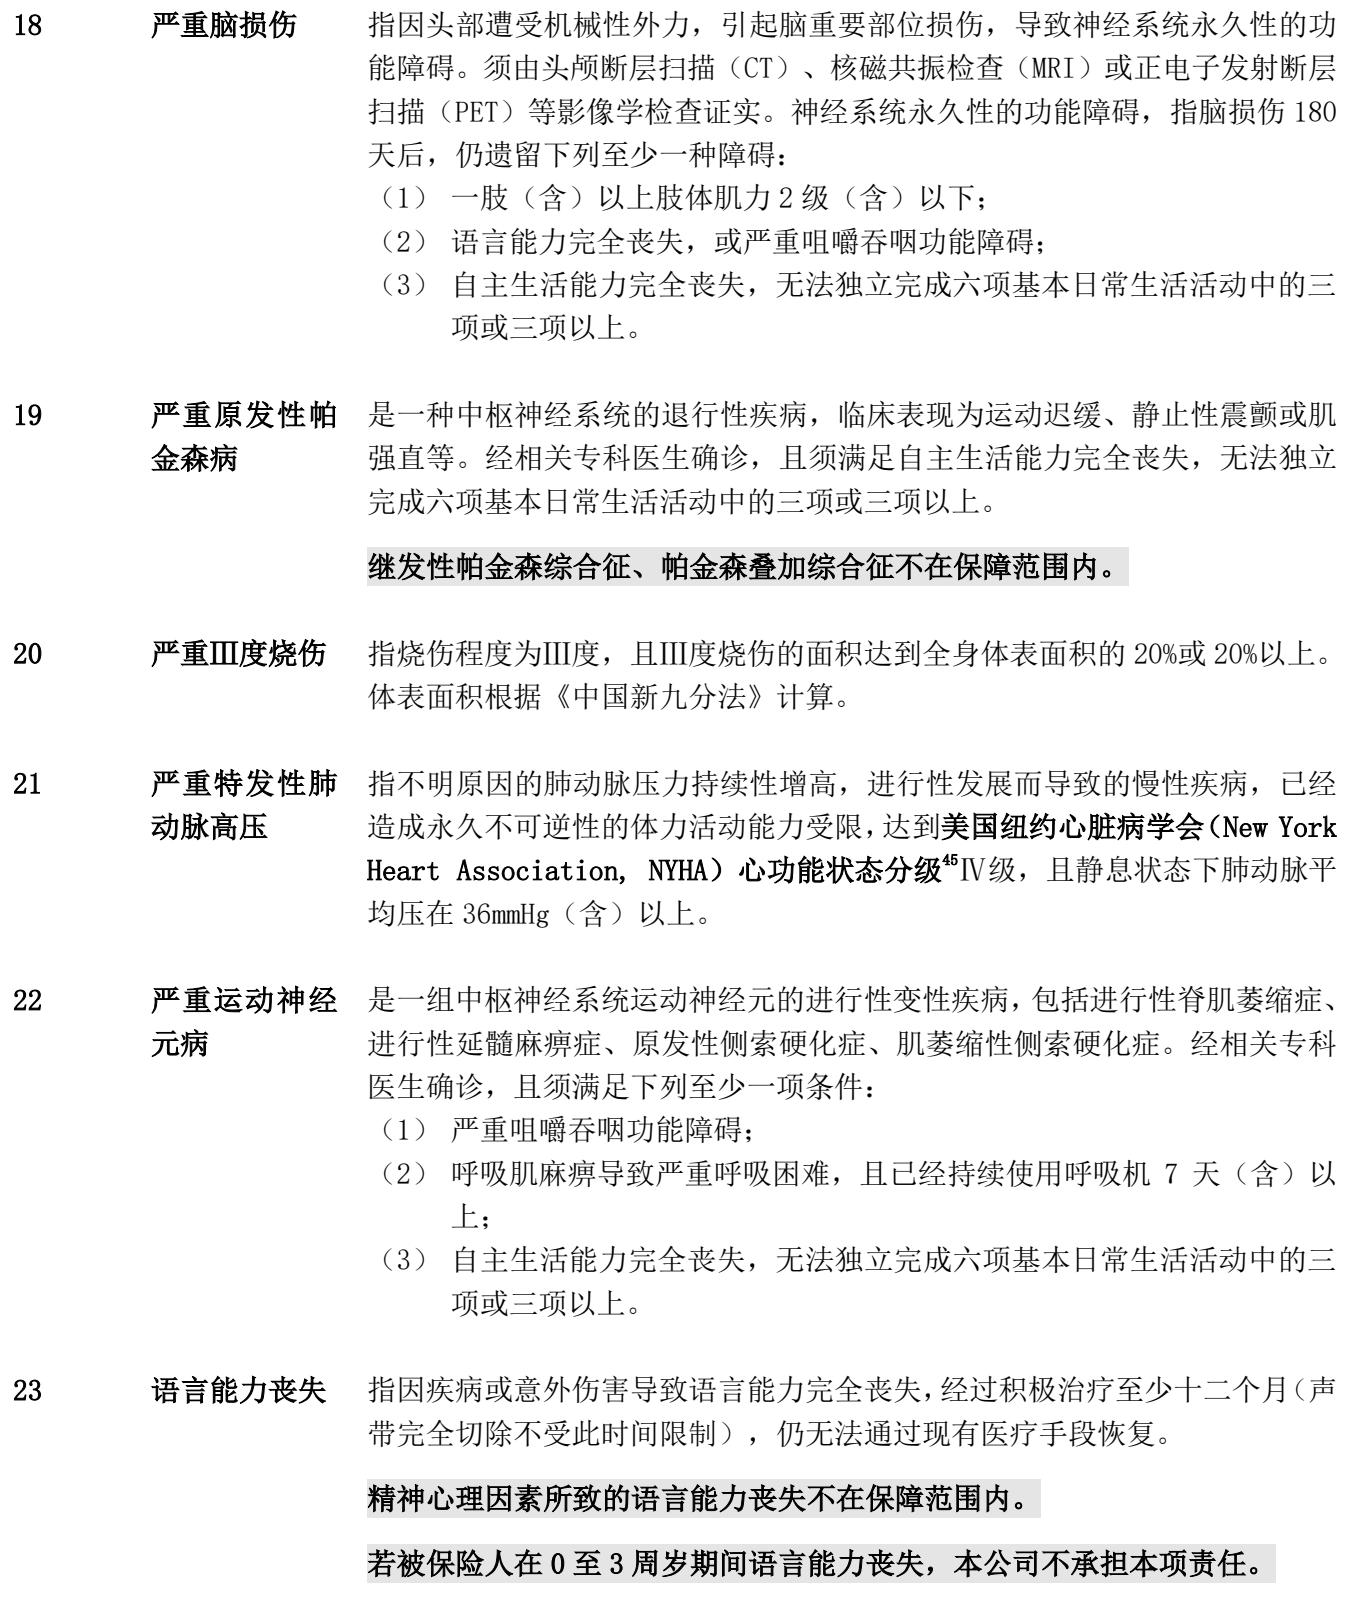 18 严重脑损伤 指因头部遭受机械性外力，引起脑重要部位损伤，导致神经系统永久性的功
能障碍。须由头颅断层扫描（CT）、核磁共振检查（MRI）或正电子发射断层
扫描（PET）等影像学检查证实。神经系统永久性的功能障碍，指脑损伤 180
天后，仍遗留下列至少一种障碍：
（1） 一肢（含）以上肢体肌力 2 级（含）以下；
（2） 语言能力完全丧失，或严重咀嚼吞咽功能障碍；
（3） 自主生活能力完全丧失，无法独立完成六项基本日常生活活动中的三
项或三项以上。
19 严重原发性帕 是一种中枢神经系统的退行性疾病，临床表现为运动迟缓、静止性震颤或肌
金森病 强直等。经相关专科医生确诊，且须满足自主生活能力完全丧失，无法独立
完成六项基本日常生活活动中的三项或三项以上。
继发性帕金森综合征、帕金森叠加综合征不在保障范围内。
20 严重Ⅲ度烧伤 指烧伤程度为Ⅲ度，且Ⅲ度烧伤的面积达到全身体表面积的 20%或 20%以上。
体表面积根据《中国新九分法》计算。
21 严重特发性肺 指不明原因的肺动脉压力持续性增高，进行性发展而导致的慢性疾病，已经
动脉高压 造成永久不可逆性的体力活动能力受限，达到美国纽约心脏病学会（New York
Heart Association, NYHA）心功能状态分级45Ⅳ级，且静息状态下肺动脉平
均压在 36mmHg（含）以上。
22 严重运动神经 是一组中枢神经系统运动神经元的进行性变性疾病，包括进行性脊肌萎缩症、
元病 进行性延髓麻痹症、原发性侧索硬化症、肌萎缩性侧索硬化症。经相关专科
医生确诊，且须满足下列至少一项条件：
（1） 严重咀嚼吞咽功能障碍；
（2） 呼吸肌麻痹导致严重呼吸困难，且已经持续使用呼吸机 7 天（含）以
上；
（3） 自主生活能力完全丧失，无法独立完成六项基本日常生活活动中的三
项或三项以上。
23 语言能力丧失 指因疾病或意外伤害导致语言能力完全丧失，经过积极治疗至少十二个月（声
带完全切除不受此时间限制），仍无法通过现有医疗手段恢复。
精神心理因素所致的语言能力丧失不在保障范围内。
若被保险人在 0 至 3 周岁期间语言能力丧失，本公司不承担本项责任。